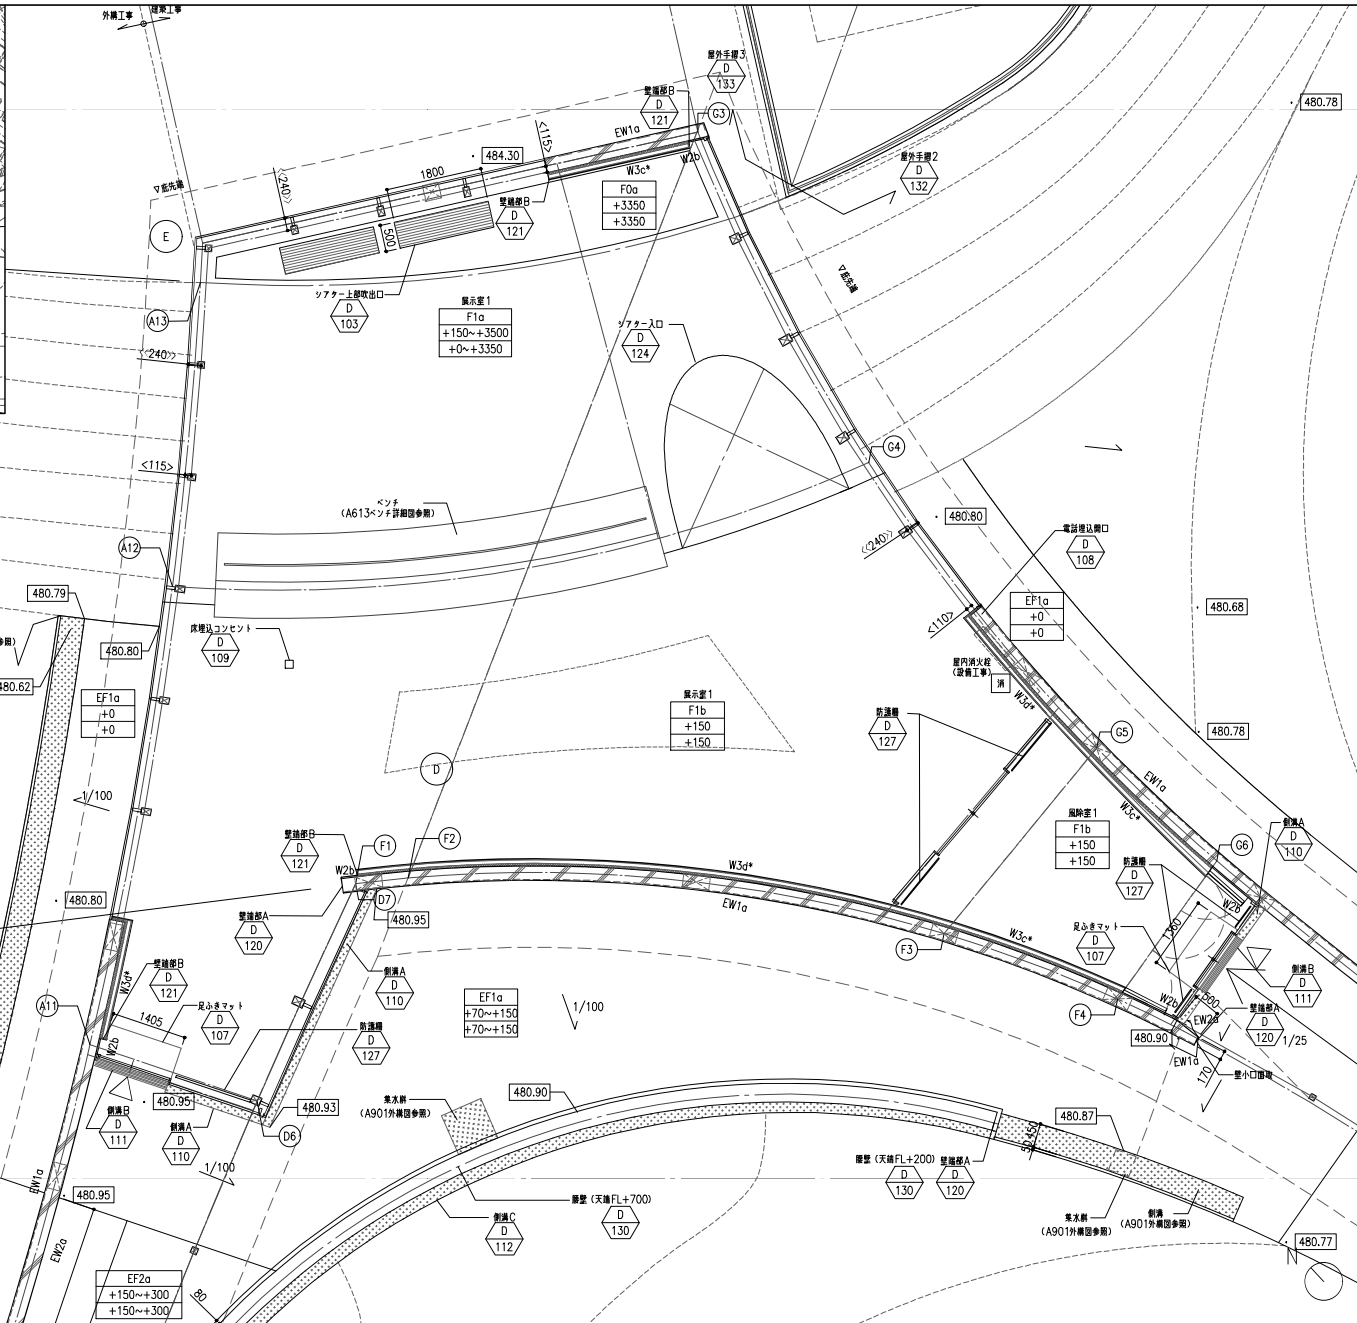 外構工事
建築工事
屋外手摺3
D
133
壁端部B
D
121
G3
480.78
<115>
EW1a
484.30
W2b
W3c*
1800
屋外手摺2
D
132
▽庇先端
<<240>>
F0a
+3350
+3350
壁端部B
D
121
E
500
▽庇先端
シアター上部吹出口
D
103
展示室1
F1a
+150~+3500
+0~+3350
A13
シアター入口
D
124
<<240>>
G4
<115>
ベンチ
(A613ベンチ詳細図参照)
480.80
電話埋込開口
D
108
<<240>>
A12
480.79
EF1a
+0
+0
480.68
<110>
床埋込コンセント
D
109
参照)
480.80
屋内消火栓
(設備工事)
消
480.62
EF1a
+0
+0
展示室1
F1b
+150
+150
W3d*
防護柵
D
127
480.78
G5
D
EW1a
1/100
W3c*
風除室1
F1b
+150
+150
側溝A
D
110
壁端部B
D
121
F1
F2
G6
W2b
W3d*
防護柵
D
127
D7
480.80
480.95
EW1a
W2b
壁端部A
D
120
1360
足ふきマット
D
107
W3c*
F3
壁端部B
D
121
側溝A
D
110
側溝B
D
111
W3d*
A11
足ふきマット
D
107
1405
EF1a
+70~+150
+70~+150
1/100
W2b
500
F4
EW2a
壁端部A
D
120
1/25
防護柵
D
127
W2b
480.90
EW1a
170
壁小口面取
480.95
480.93
480.90
集水桝
(A901外構図参照)
側溝B
D
111
側溝A
D
110
D6
480.87
450
50
1/100
腰壁 (天端FL+200)
D
130
壁端部A
D
120
EW1a
480.95
腰壁 (天端FL+700)
D
130
側溝C
D
112
集水桝
(A901外構図参照)
側溝
(A901外構図参照)
480.77
EW2a
EF2a
+150~+300
+150~+300
80
N